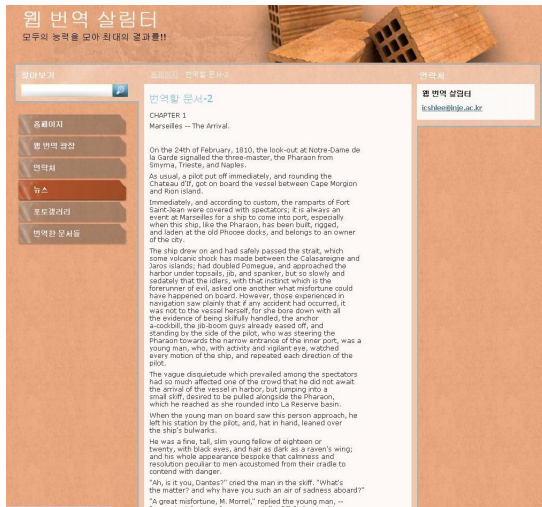 웹 번역 살림터
모두의 능력을 모아 최대의 결과를!!
찾아보기
홈페이지 번역할 문서-2
연락처
홈페이지
웹 번역 광장
연락처
뉴스
포토갤러리
번역한 문서들
번역할 문서-2
CHAPTER 1
Marseilles -- The Arrival.
On the 24th of February, 1810, the look-out at Notre-Dame de
la Garde signalled the three-master, the Pharaon from
Smyrna, Trieste, and Naples.
As usual, a pilot put off immediately, and rounding the
Chateau d'If, got on board the vessel between Cape Morgion
and Rion island.
Immediately, and according to custom, the ramparts of Fort
Saint-Jean were covered with spectators; it is always an
event at Marseilles for a ship to come into port, especially
when this ship, like the Pharaon, has been built, rigged,
and laden at the old Phocee docks, and belongs to an owner
of the city.
The ship drew on and had safely passed the strait, which
some volcanic shock has made between the Calasareigne and
Jaros islands; had doubled Pomegue, and approached the
harbor under topsails, jib, and spanker, but so slowly and
sedately that the idlers, with that instinct which is the
forerunner of evil, asked one another what misfortune could
have happened on board. However, those experienced in
navigation saw plainly that if any accident had occurred, it
was not to the vessel herself, for she bore down with all
the evidence of being skilfully handled, the anchor
a-cockbill, the jib-boom guys already eased off, and
standing by the side of the pilot, who was steering the
Pharaon towards the narrow entrance of the inner port, was a
young man, who, with activity and vigilant eye, watched
every motion of the ship, and repeated each direction of the
pilot.
The vague disquietude which prevailed among the spectators
had so much affected one of the crowd that he did not await
the arrival of the vessel in harbor, but jumping into a
small skiff, desired to be pulled alongside the Pharaon,
which he reached as she rounded into La Reserve basin.
When the young man on board saw this person approach, he
left his station by the pilot, and, hat in hand, leaned over
the ship's bulwarks.
He was a fine, tall, slim young fellow of eighteen or
twenty, with black eyes, and hair as dark as a raven's wing;
and his whole appearance bespoke that calmness and
resolution peculiar to men accustomed from their cradle to
contend with danger.
"Ah, is it you, Dantes?" cried the man in the skiff. "What's
the matter? and why have you such an air of sadness aboard?"
"A great misfortune, M. Morrel," replied the young man, --
웹 번역 살림터
icshlee@inje.ac.kr